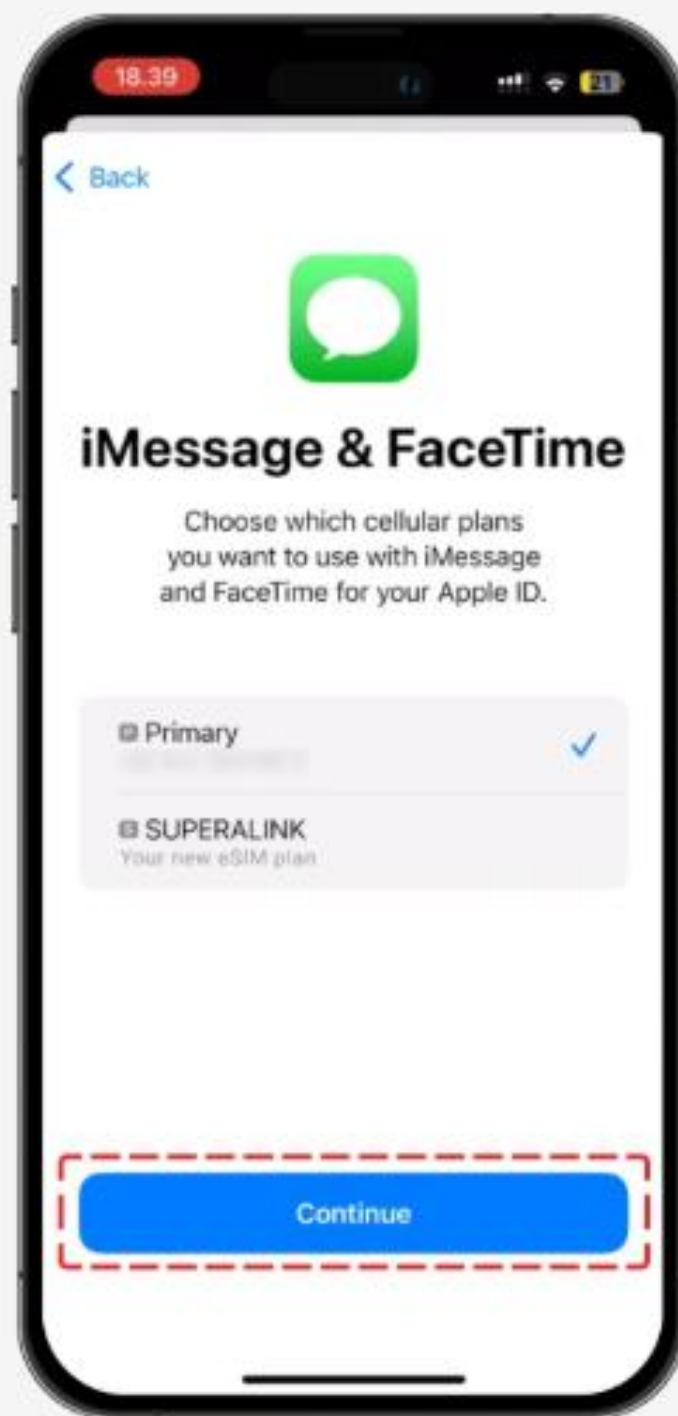 18.39
21
Back
iMessage & FaceTime
Choose which cellular plans
you want to use with iMessage
and FaceTime for your Apple ID.
Primary
SUPERALINK
Your new eSIM plan
Continue